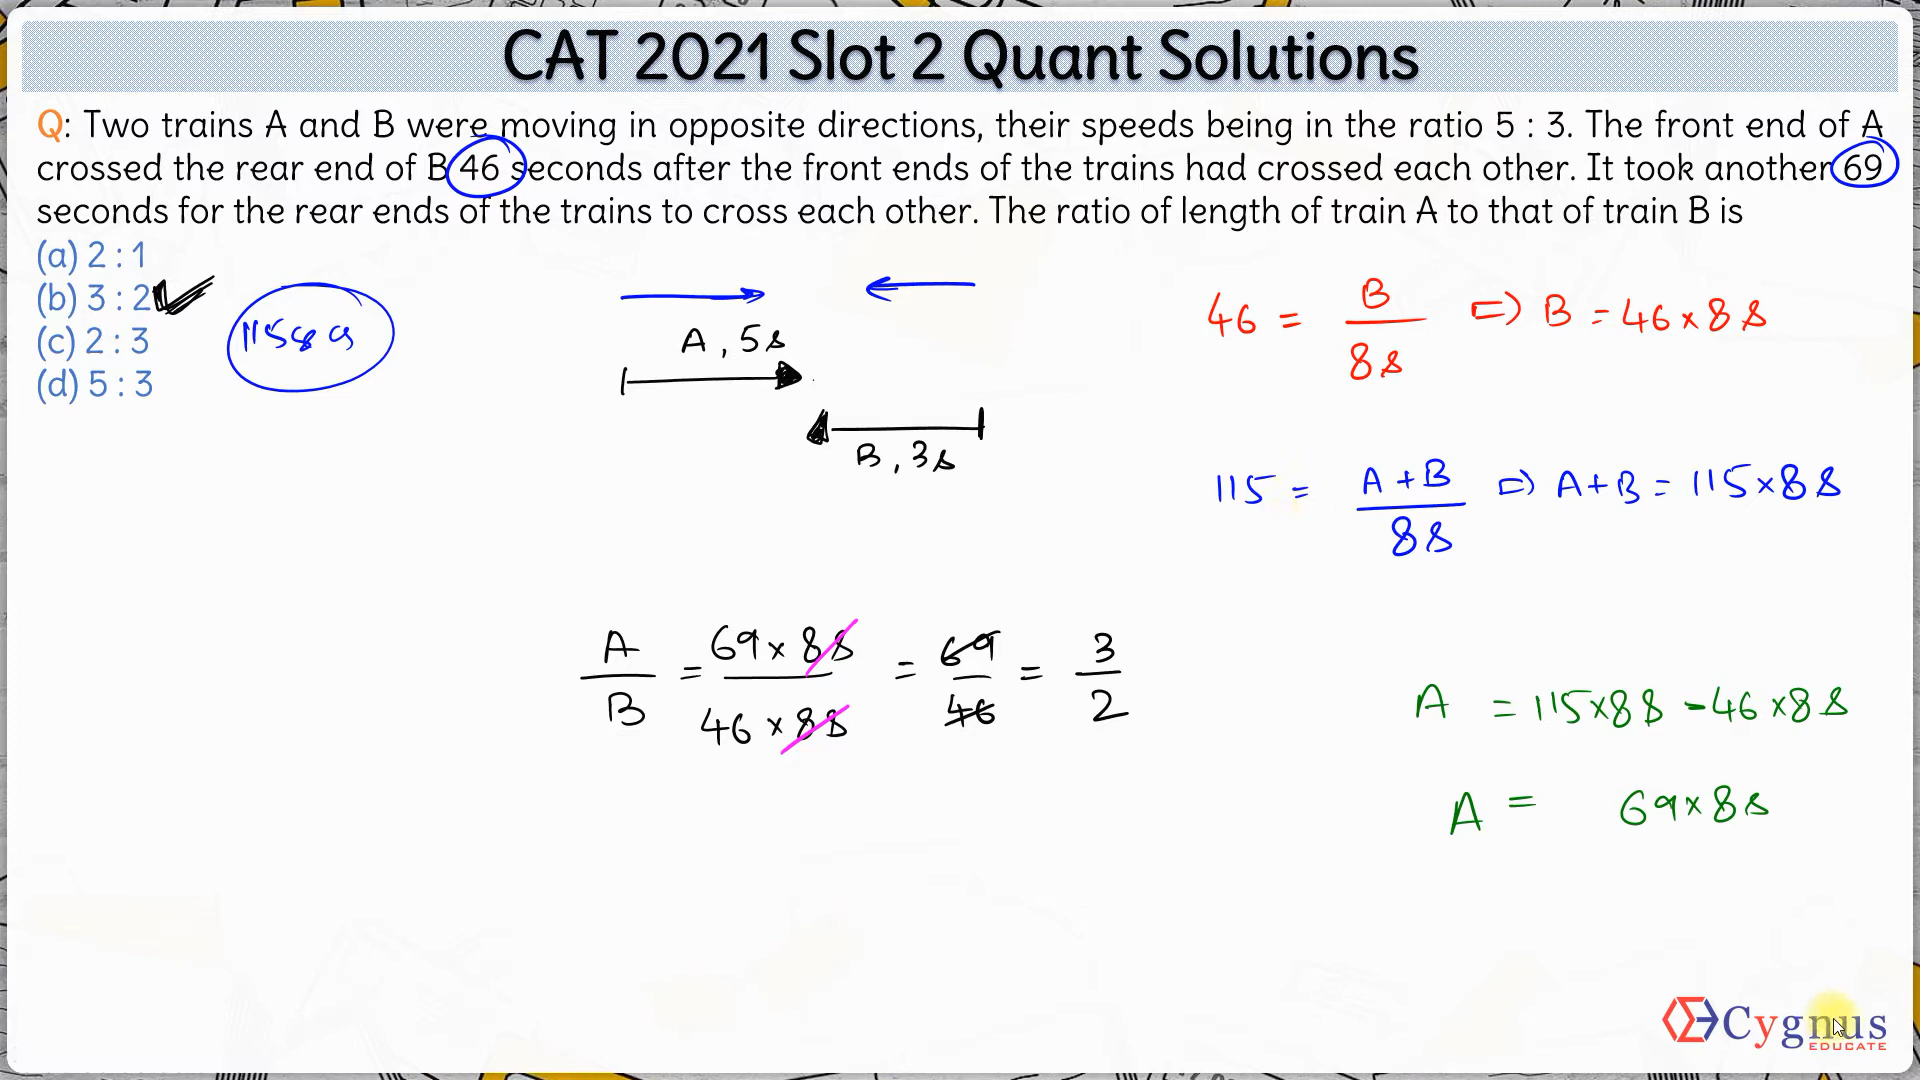 CAT 2021 Slot 2 Quant Solutions
Q: Two trains A and B were moving in opposite directions, their speeds being in the ratio 5 : 3. The front end of A
crossed the rear end of B 46 seconds after the front ends of the trains had crossed each other. It took another 69
seconds for the rear ends of the trains to cross each other. The ratio of length of train A to that of train B is
(a) 2 : 1
(b) 3 : 2
(c) 2 : 3
(d) 5 : 3
115
A, 5s
B, 3s
46 = B / 8s ⇒ B = 46 × 8s
115 = A + B / 8s ⇒ A + B = 115 × 8s
A / B = 69 × 8s / 46 × 8s = 69 / 46 = 3 / 2
A = 115 × 8s - 46 × 8s
A = 69 × 8s
Cygnus
EDUCATE